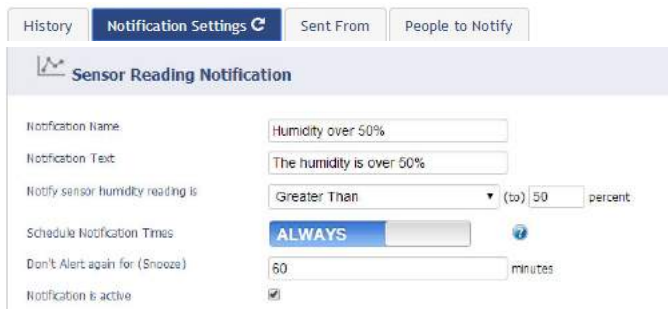 History Notification Settings Sent From People to Notify
Sensor Reading Notification
Notification Name Humidity over 50%
Notification Text The humidity is over 50%
Notify sensor humidity reading is Greater Than (to) 50 percent
Schedule Notification Times ALWAYS ?
Don't Alert again for (Snooze) 60 minutes
Notification is active